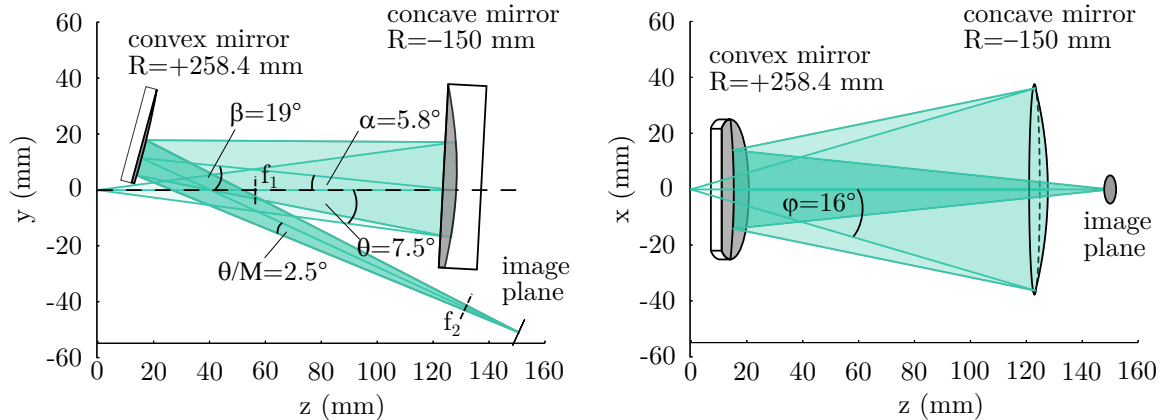 60
40
20
0
-20
-40
-60
y (mm)
0
20
40
60
80
100
120
140
160
z (mm)
convex mirror
R=+258.4 mm
concave mirror
R=−150 mm
β=19°
α=5.8°
f₁
θ=7.5°
θ/M=2.5°
image
plane
f₂
60
40
20
0
-20
-40
-60
x (mm)
0
20
40
60
80
100
120
140
160
z (mm)
concave mirror
R=−150 mm
convex mirror
R=+258.4 mm
φ=16°
image
plane